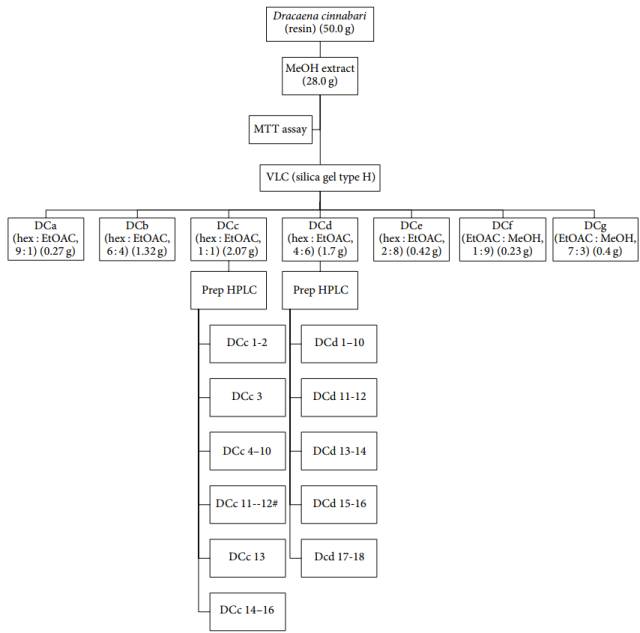 Dracaena cinnabari
(resin) (50.0 g)
MeOH extract
(28.0 g)
MTT assay
VLC (silica gel type H)
DCa
(hex : EtOAC,
9 : 1) (0.27 g)
DCb
(hex : EtOAC,
6 : 4) (1.32 g)
DCc
(hex : EtOAC,
1 : 1) (2.07 g)
DCd
(hex : EtOAC,
4 : 6) (1.7 g)
DCe
(hex : EtOAC,
2 : 8) (0.42 g)
DCf
(EtOAC : MeOH,
1 : 9) (0.23 g)
DCg
(EtOAC : MeOH,
7 : 3) (0.4 g)
Prep HPLC
Prep HPLC
DCc 1-2
DCd 1–10
DCc 3
DCd 11-12
DCc 4–10
DCd 13-14
DCc 11--12#
DCd 15-16
DCc 13
Dcd 17-18
DCc 14–16